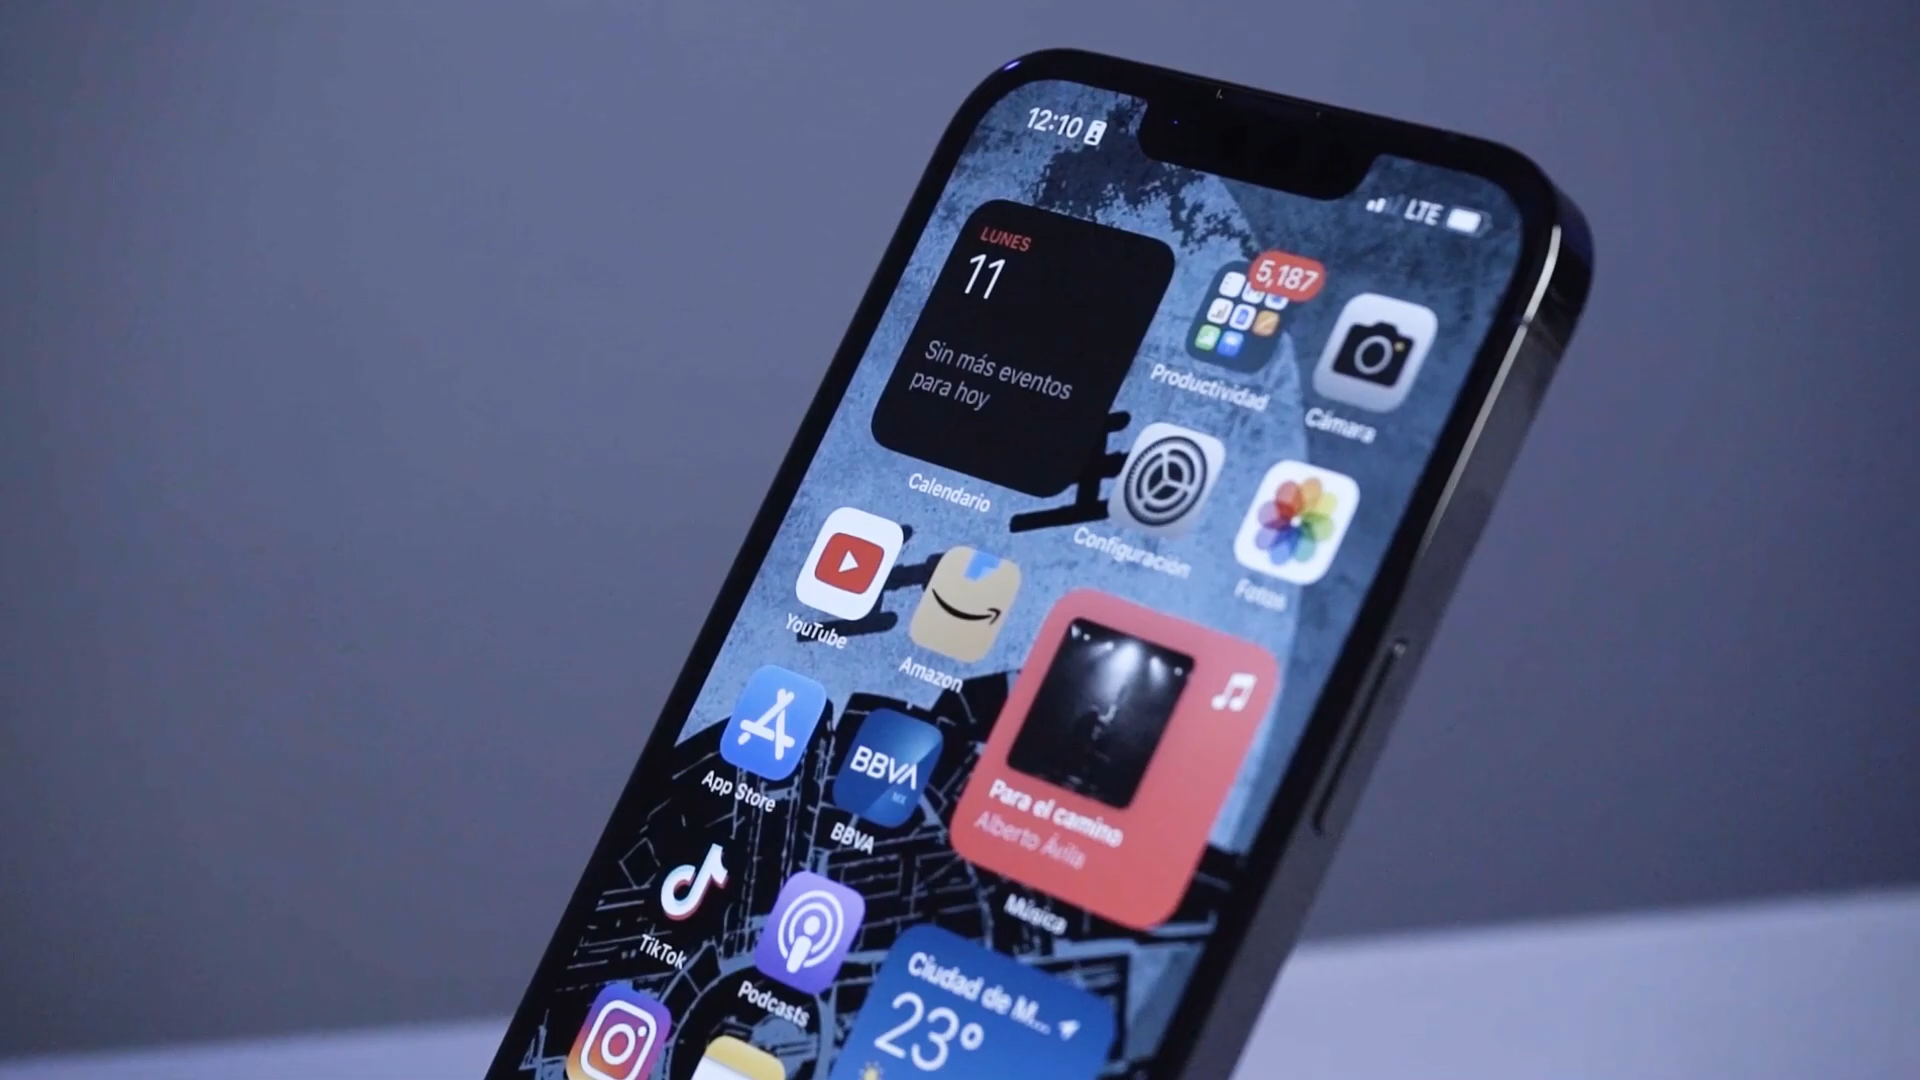 12:10
LTE
LUNES
11
Sin más eventos
para hoy
Calendario
5,187
Productividad
Cámara
Configuración
Fotos
YouTube
Amazon
Para el camino
Alberto Ávila
Música
App Store
BBVA
MX
BBVA
TikTok
Podcasts
Ciudad de M...
23°